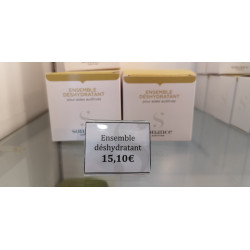 ENSEMBLE
DÉSHYDRATANT
ENSEMBLE
DÉSHYDRATANT
S
S
Ensemble
déshydratant
15,10€